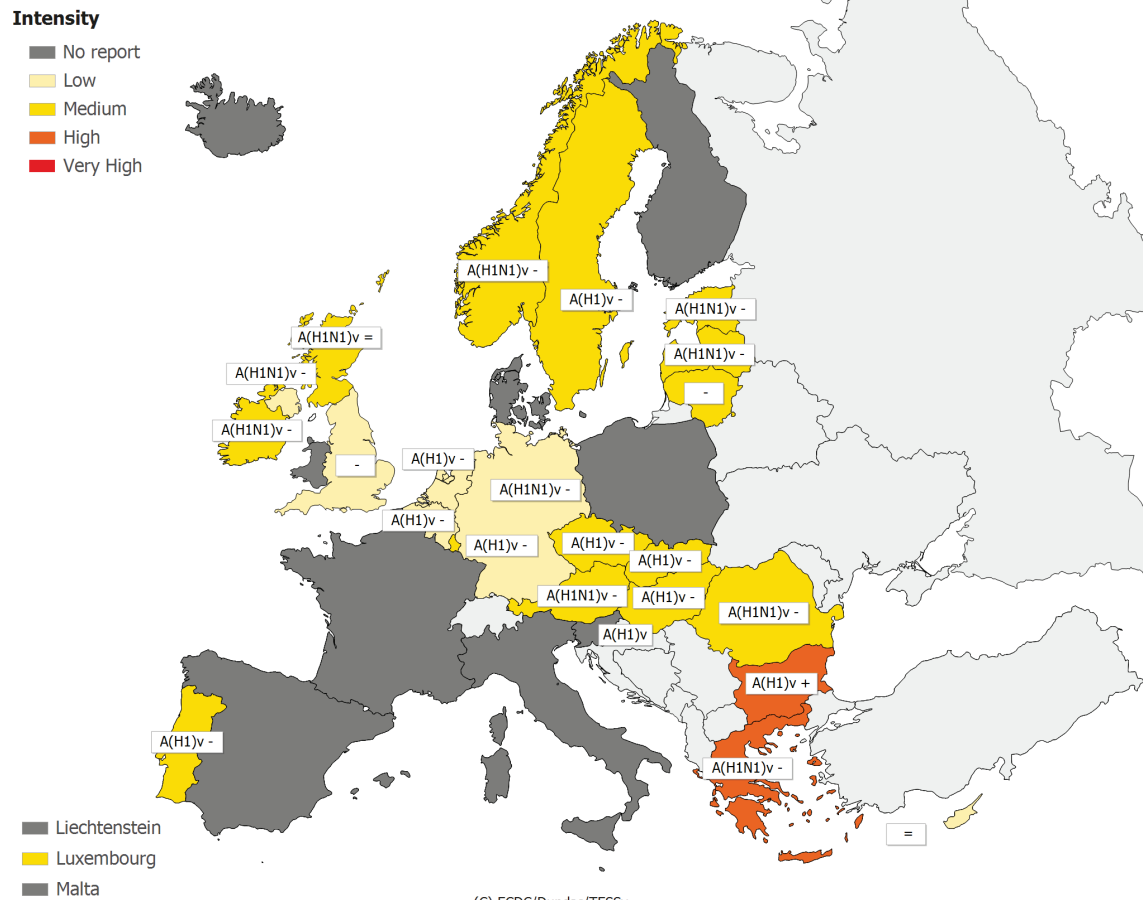 Intensity
No report
Low
Medium
High
Very High
A(H1N1)v -
A(H1)v -
A(H1N1)v -
A(H1N1)v =
A(H1N1)v -
A(H1N1)v -
-
A(H1N1)v -
-
A(H1)v -
A(H1N1)v -
A(H1)v -
A(H1)v -
A(H1)v -
A(H1)v -
A(H1N1)v -
A(H1)v -
A(H1N1)v -
A(H1)v
A(H1)v +
A(H1)v -
A(H1N1)v -
=
Liechtenstein
Luxembourg
Malta